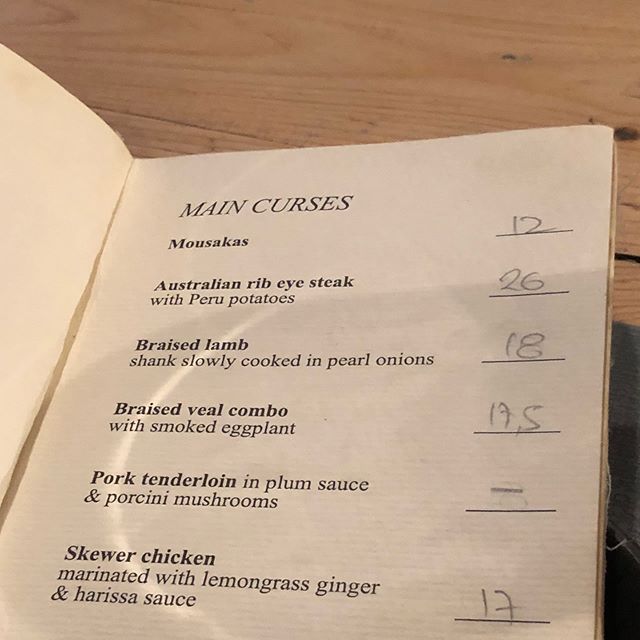 MAIN CURSES
Mousakas 12
Australian rib eye steak 26
with Peru potatoes
Braised lamb 18
shank slowly cooked in pearl onions
Braised veal combo 17,5
with smoked eggplant
Pork tenderloin in plum sauce –
& porcini mushrooms
Skewer chicken
marinated with lemongrass ginger
& harissa sauce 17